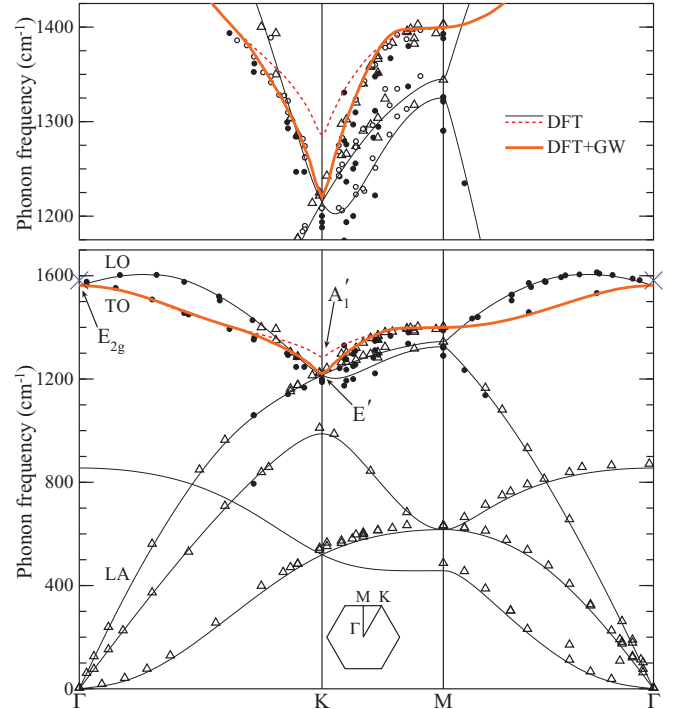 1400
1300
1200
Phonon frequency (cm⁻¹)
DFT
DFT+GW
1600
1200
800
400
0
Phonon frequency (cm⁻¹)
LO
TO
E₂g
A₁′
E′
LA
M K
Γ
Γ K M Γ